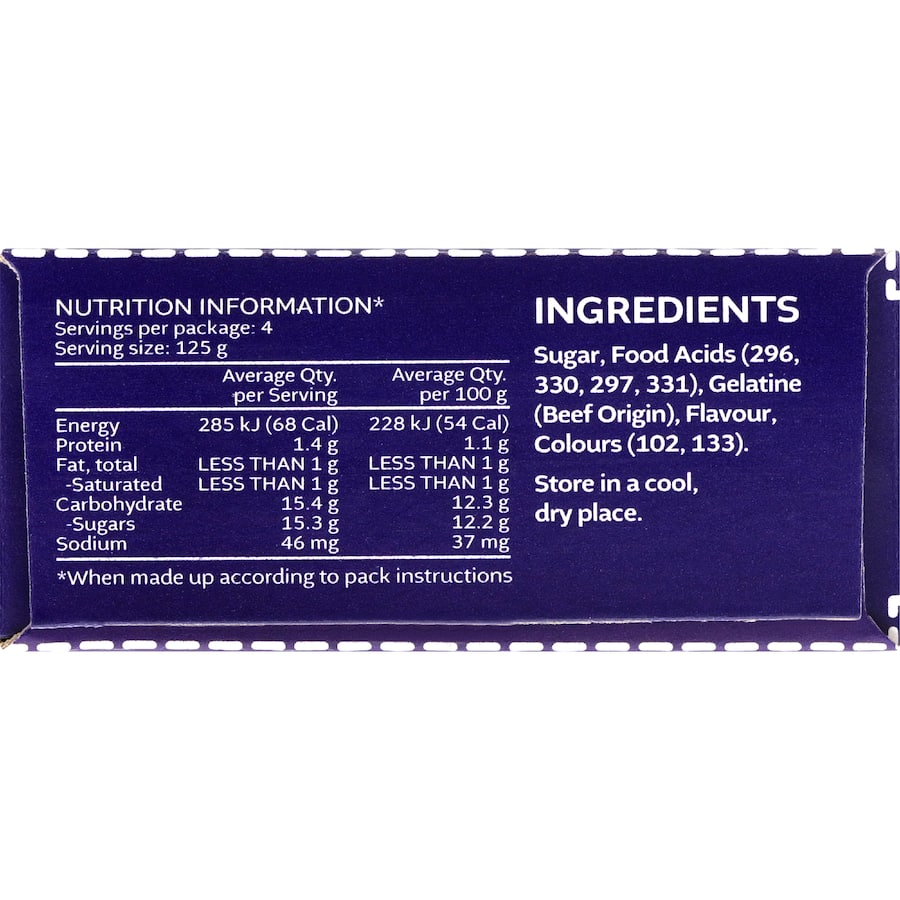 NUTRITION INFORMATION*
Servings per package: 4
Serving size: 125 g
Average Qty. per Serving Average Qty. per 100 g
Energy 285 kJ (68 Cal) 228 kJ (54 Cal)
Protein 1.4 g 1.1 g
Fat, total LESS THAN 1 g LESS THAN 1 g
-Saturated LESS THAN 1 g LESS THAN 1 g
Carbohydrate 15.4 g 12.3 g
-Sugars 15.3 g 12.2 g
Sodium 46 mg 37 mg
*When made up according to pack instructions
INGREDIENTS
Sugar, Food Acids (296,
330, 297, 331), Gelatine
(Beef Origin), Flavour,
Colours (102, 133).
Store in a cool,
dry place.